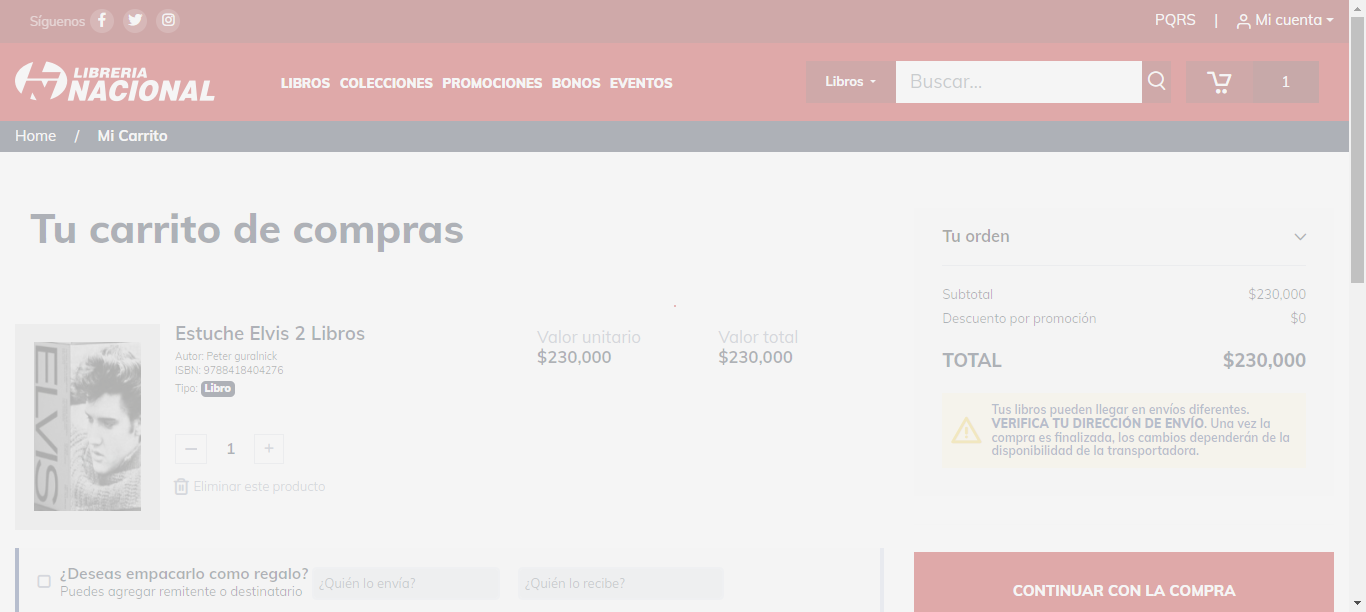 Síguenos
PQRS | Mi cuenta
LIBRERIA
NACIONAL
LIBROS COLECCIONES PROMOCIONES BONOS EVENTOS
Libros
Buscar...
1
Home / Mi Carrito
Tu carrito de compras
Estuche Elvis 2 Libros
Autor: Peter guralnick
ISBN: 9788418404276
Tipo: Libro
Valor unitario
$230,000
Valor total
$230,000
ELVIS
1
Eliminar este producto
¿Deseas empacarlo como regalo?
Puedes agregar remitente o destinatario
¿Quién lo envía?
¿Quién lo recibe?
Tu orden
Subtotal $230,000
Descuento por promoción $0
TOTAL $230,000
Tus libros pueden llegar en envíos diferentes.
VERIFICA TU DIRECCIÓN DE ENVÍO. Una vez la
compra es finalizada, los cambios dependerán de la
disponibilidad de la transportadora.
CONTINUAR CON LA COMPRA